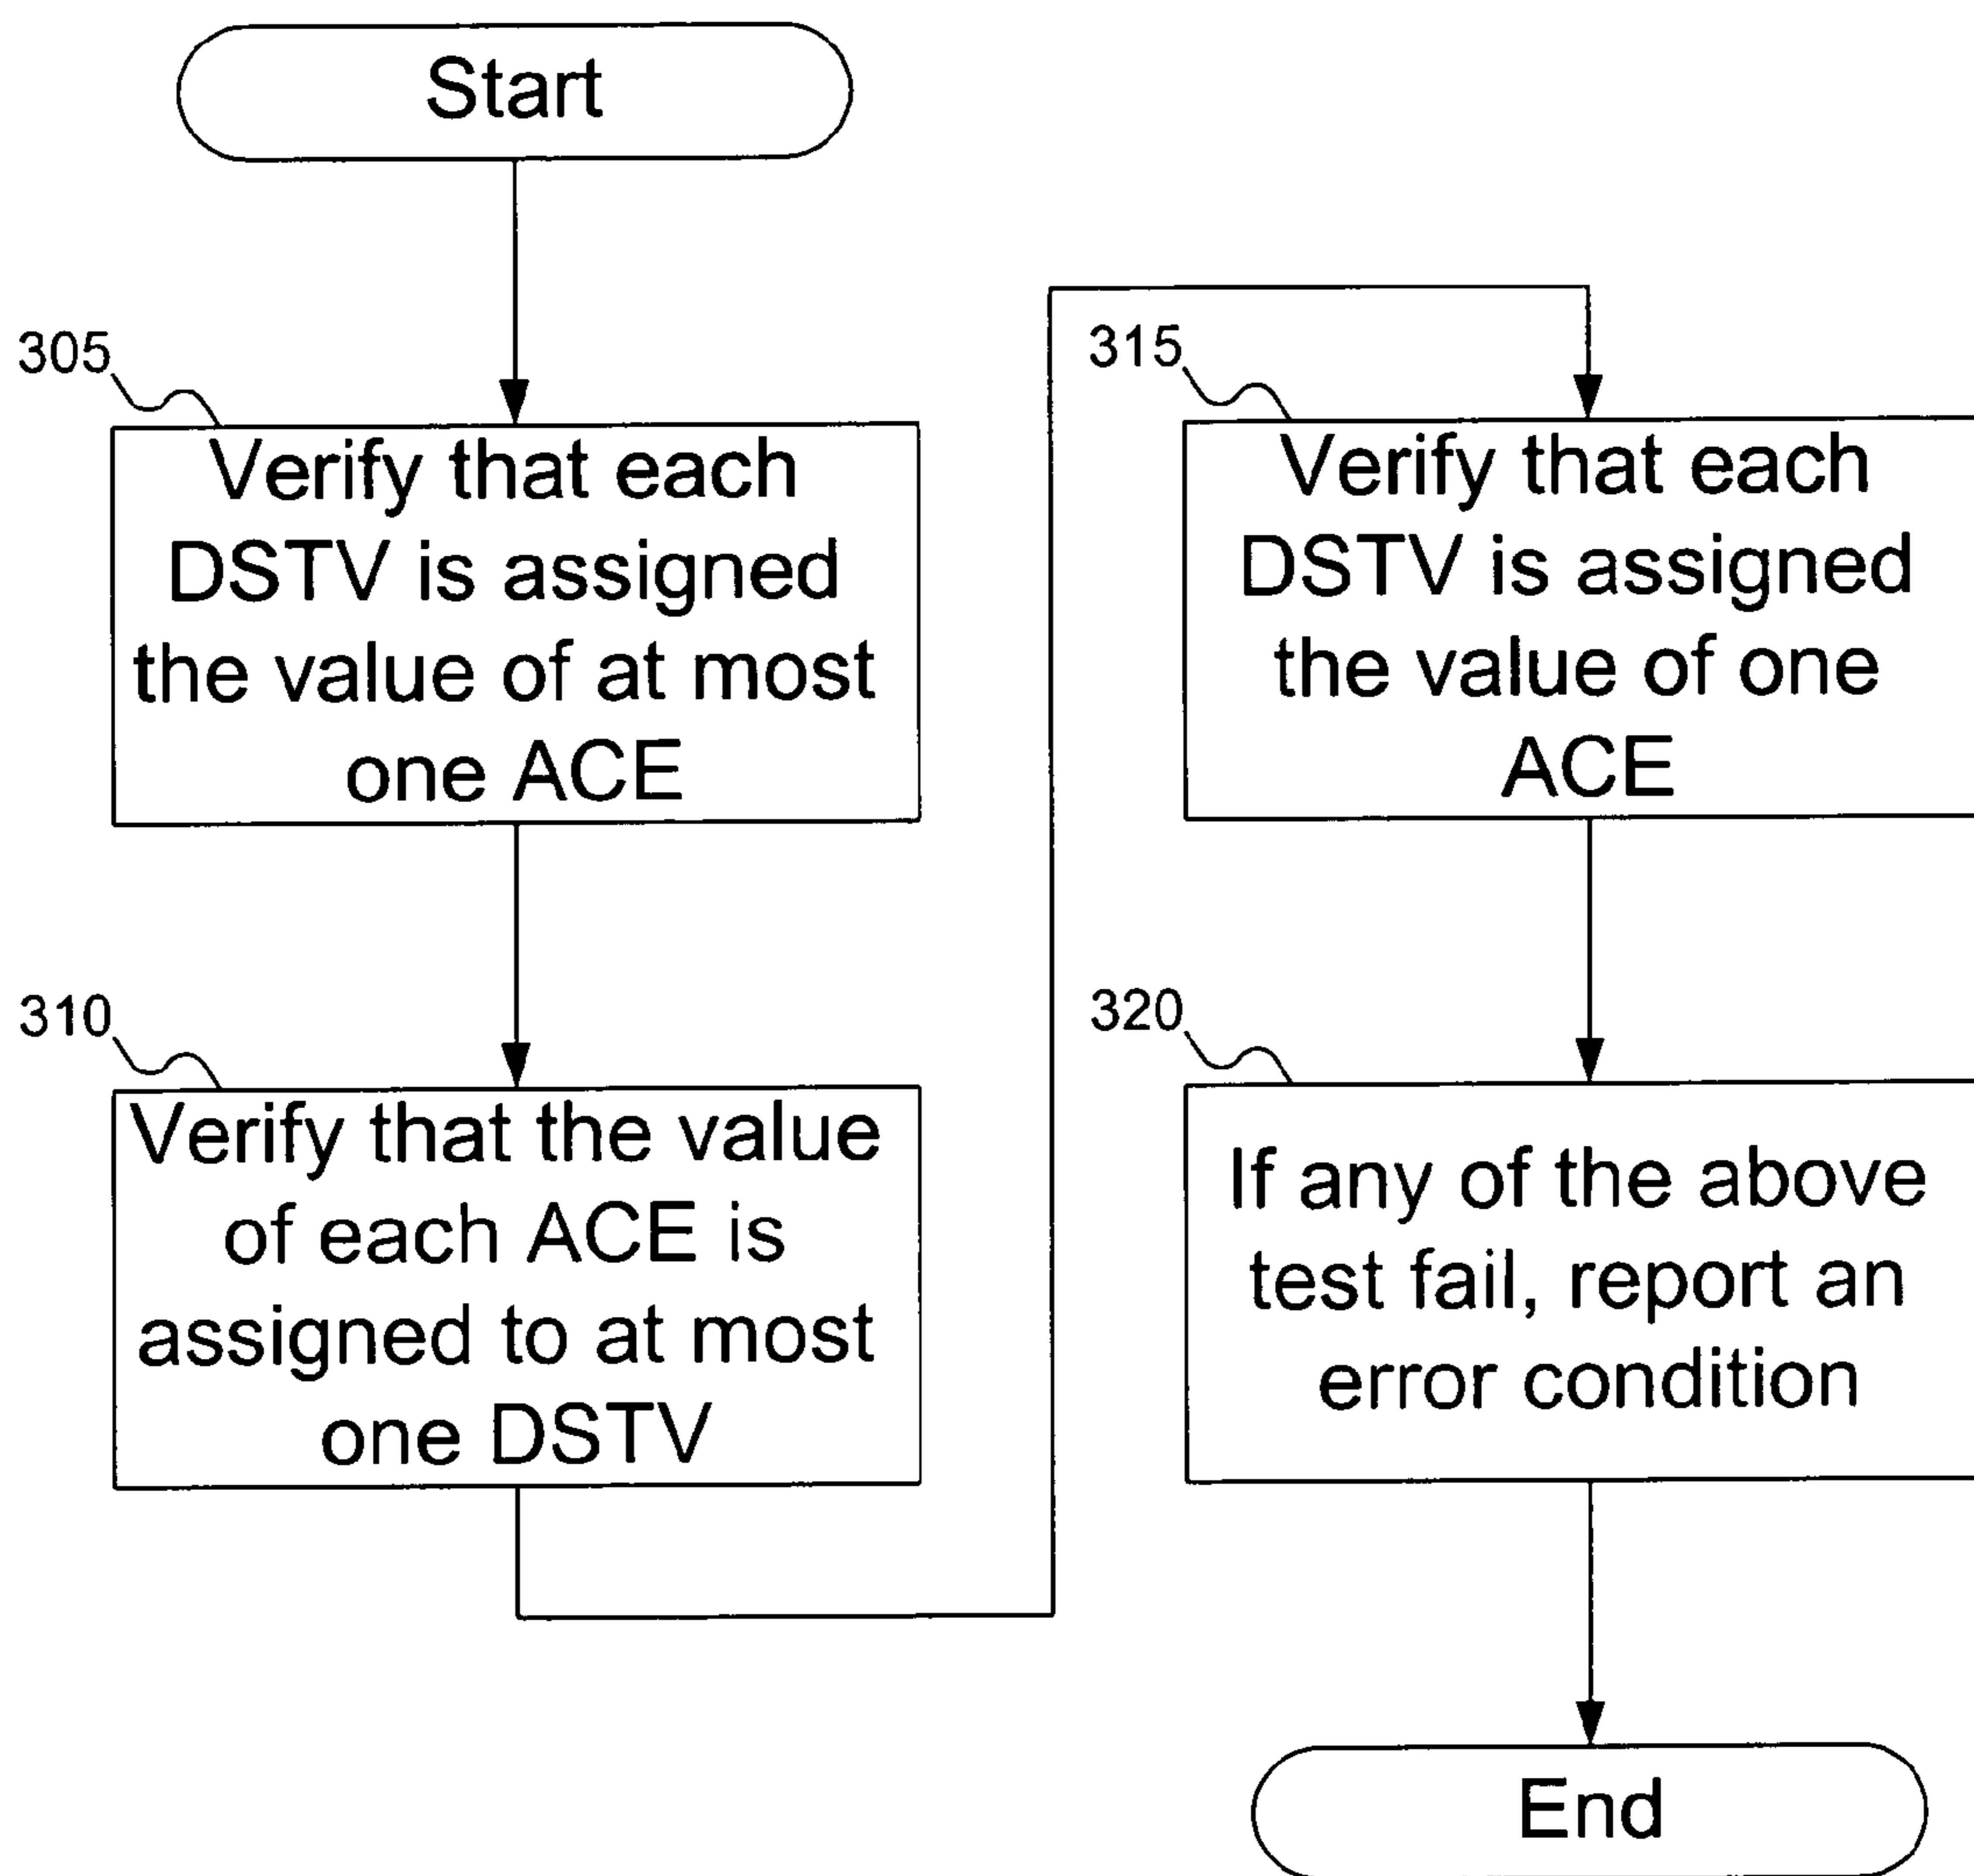 Start
305
Verify that each
DSTV is assigned
the value of at most
one ACE
310
Verify that the value
of each ACE is
assigned to at most
one DSTV
315
Verify that each
DSTV is assigned
the value of one
ACE
320
If any of the above
test fail, report an
error condition
End